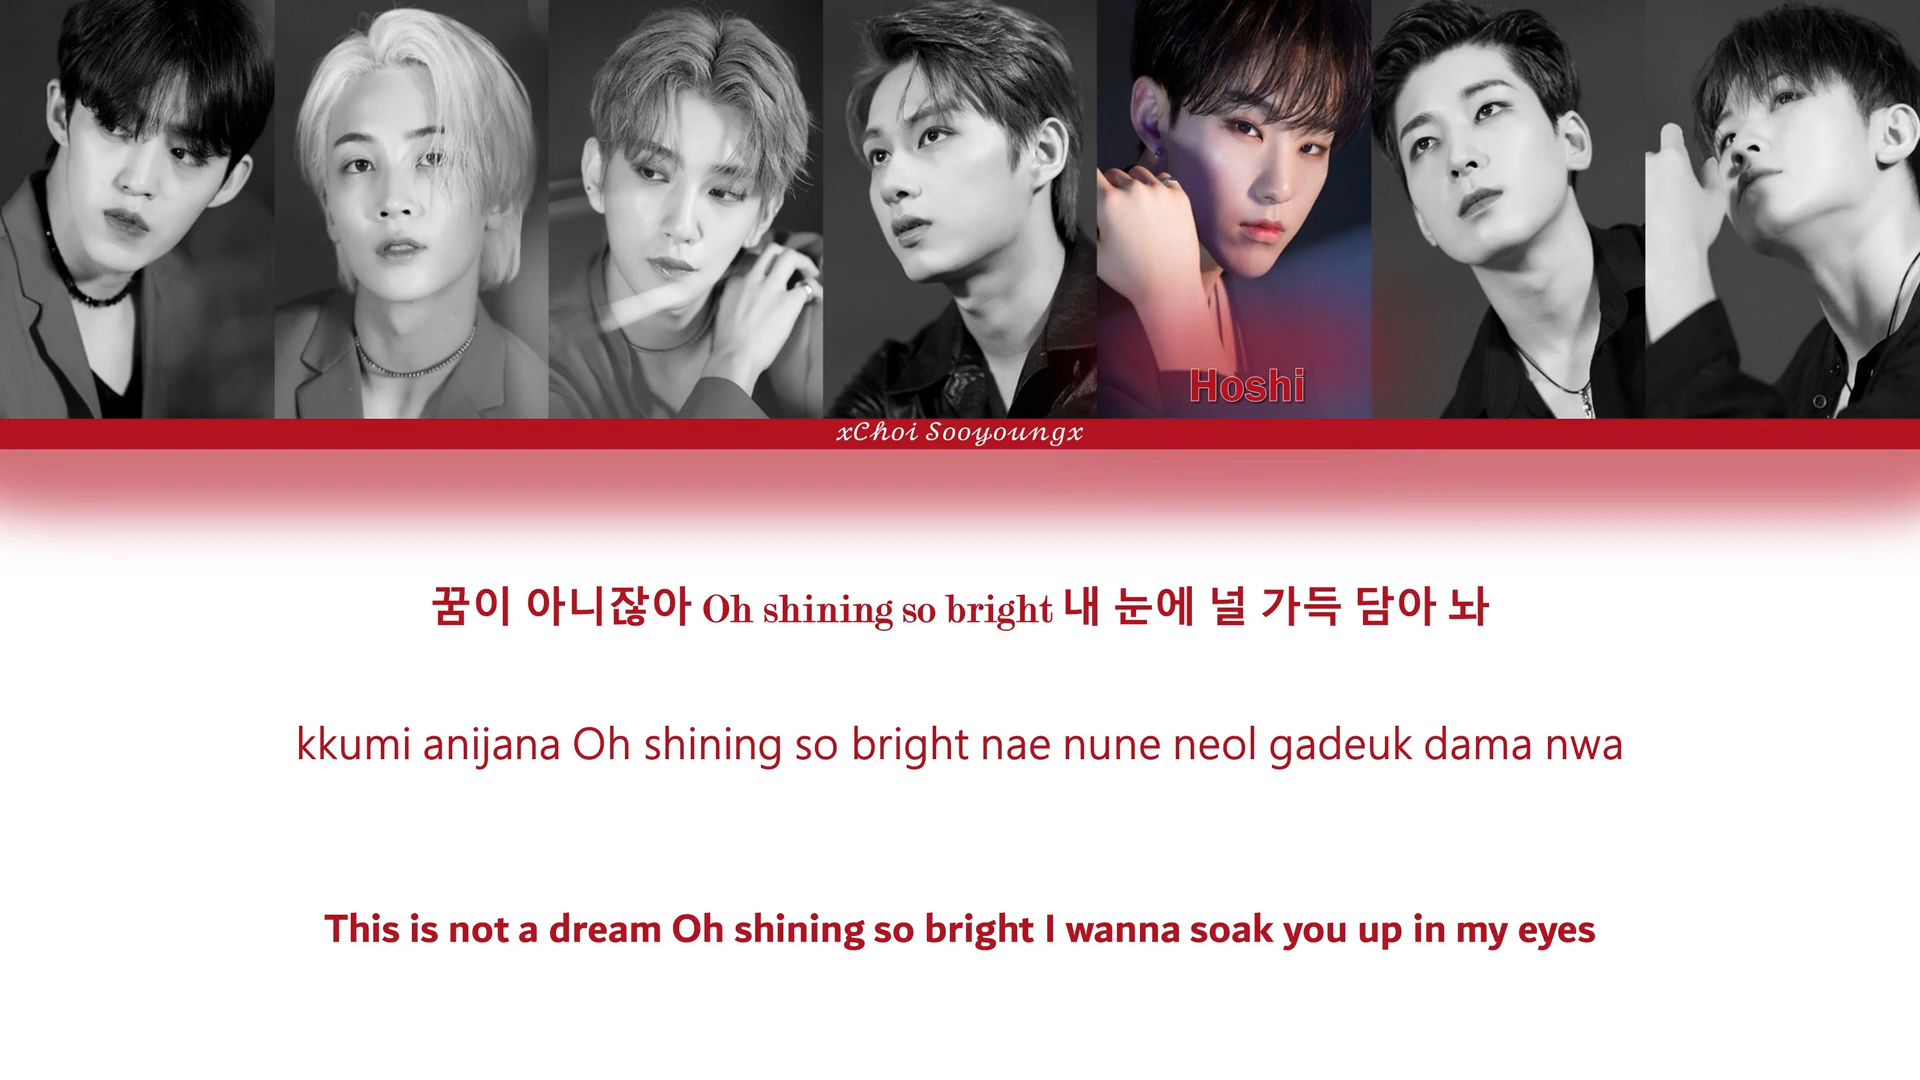 Hoshi
xChoi Sooyoungx
꿈이 아니잖아 Oh shining so bright 내 눈에 널 가득 담아 놔
kkumi anijana Oh shining so bright nae nune neol gadeuk dama nwa
This is not a dream Oh shining so bright I wanna soak you up in my eyes